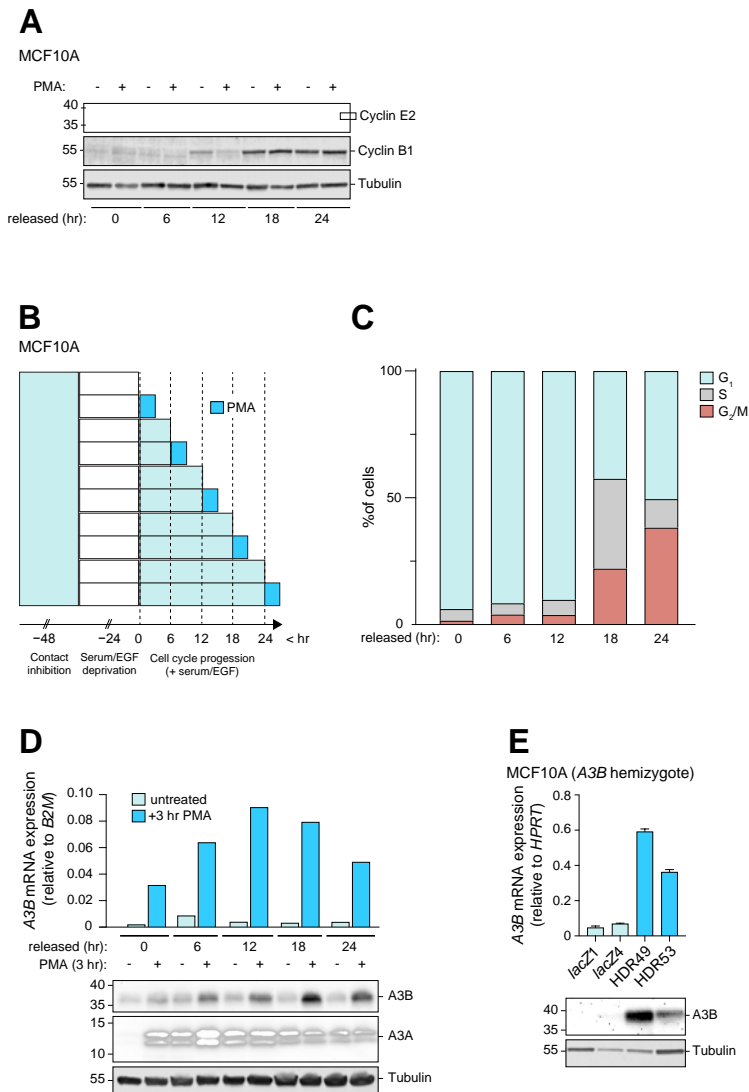 A
MCF10A
PMA: - + - + - + - + - +
40
35
Cyclin E2
55
Cyclin B1
55
Tubulin
released (hr): 0 6 12 18 24
B
MCF10A
PMA
−48 −24 0 6 12 18 24 < hr
Contact inhibition
Serum/EGF deprivation
Cell cycle progession (+ serum/EGF)
C
100
50
0
%of cells
G1
S
G2/M
released (hr): 0 6 12 18 24
D
A3B mRNA expression
(relative to B2M)
0.10
0.08
0.06
0.04
0.02
0
untreated
+3 hr PMA
released (hr): 0 6 12 18 24
PMA (3 hr) - + - + - + - + - +
40
35
A3B
15
10
A3A
55
Tubulin
E
MCF10A (A3B hemizygote)
A3B mRNA expression
(relative to HPRT)
0.8
0.6
0.4
0.2
0
lacZ1 lacZ4 HDR49 HDR53
40
35
A3B
55
Tubulin